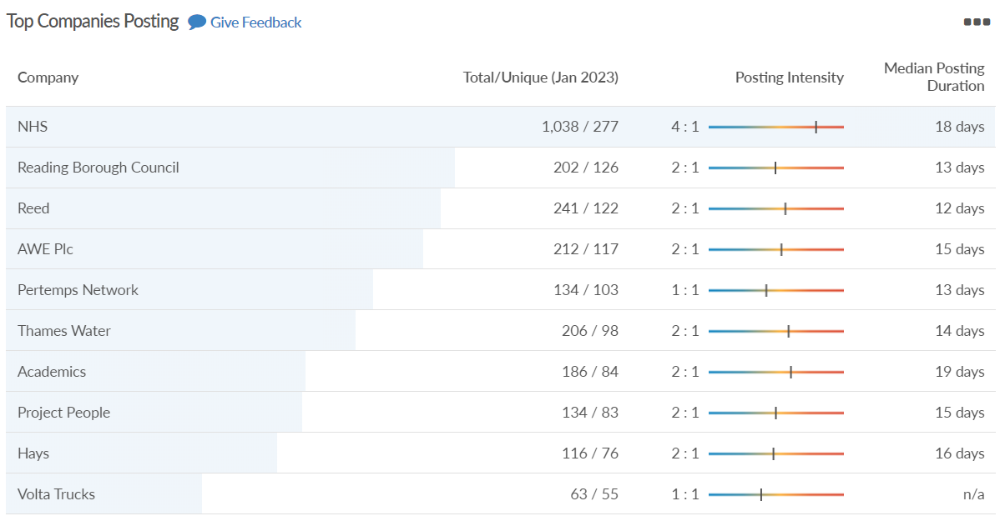 Top Companies Posting Give Feedback
Company Total/Unique (Jan 2023) Posting Intensity Median Posting Duration
NHS 1,038 / 277 4 : 1 18 days
Reading Borough Council 202 / 126 2 : 1 13 days
Reed 241 / 122 2 : 1 12 days
AWE Plc 212 / 117 2 : 1 15 days
Pertemps Network 134 / 103 1 : 1 13 days
Thames Water 206 / 98 2 : 1 14 days
Academics 186 / 84 2 : 1 19 days
Project People 134 / 83 2 : 1 15 days
Hays 116 / 76 2 : 1 16 days
Volta Trucks 63 / 55 1 : 1 n/a